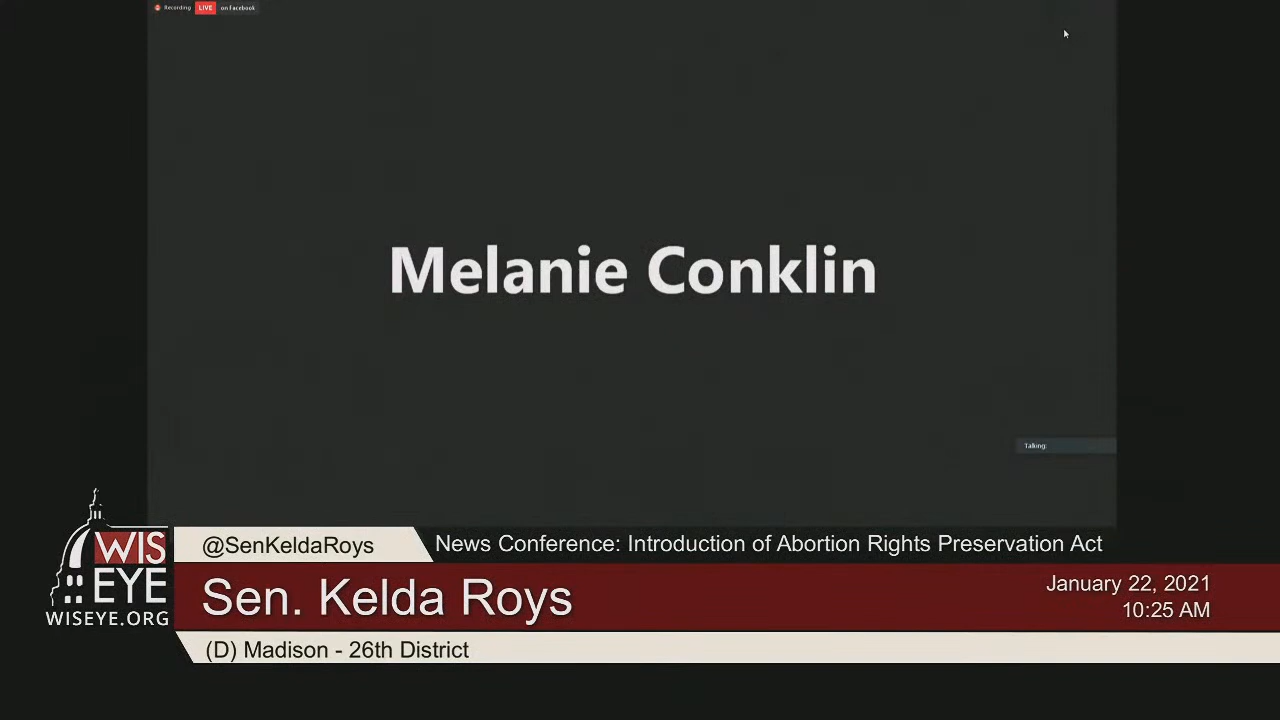 Recording LIVE on Facebook
Melanie Conklin
Talking:
@SenKeldaRoys
News Conference: Introduction of Abortion Rights Preservation Act
WIS
EYE
WISEYE.ORG
Sen. Kelda Roys
January 22, 2021
10:25 AM
(D) Madison - 26th District